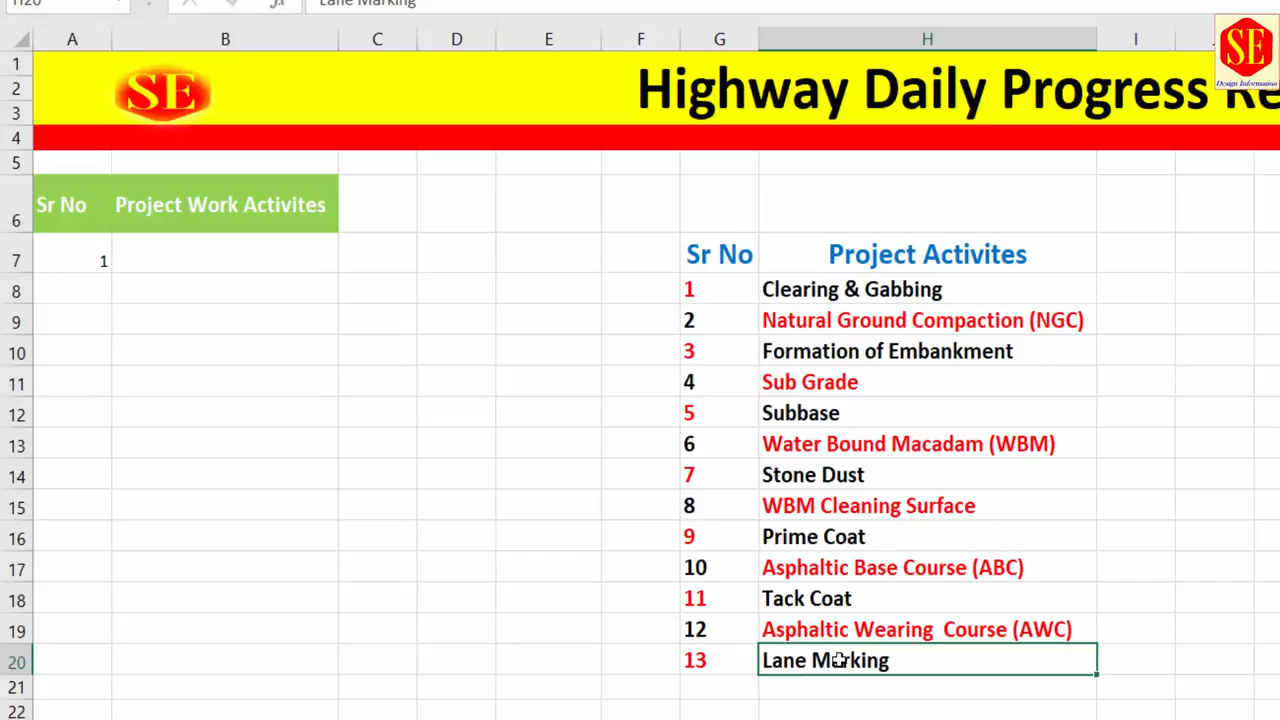 H20
Lane Marking
A B C D E F G H I
1
2
3
4
5
6
7
8
9
10
11
12
13
14
15
16
17
18
19
20
21
22
SE
Highway Daily Progress Re
SE
Design Information
Sr No Project Work Activites
1
Sr No Project Activites
1 Clearing & Gabbing
2 Natural Ground Compaction (NGC)
3 Formation of Embankment
4 Sub Grade
5 Subbase
6 Water Bound Macadam (WBM)
7 Stone Dust
8 WBM Cleaning Surface
9 Prime Coat
10 Asphaltic Base Course (ABC)
11 Tack Coat
12 Asphaltic Wearing  Course (AWC)
13 Lane Marking